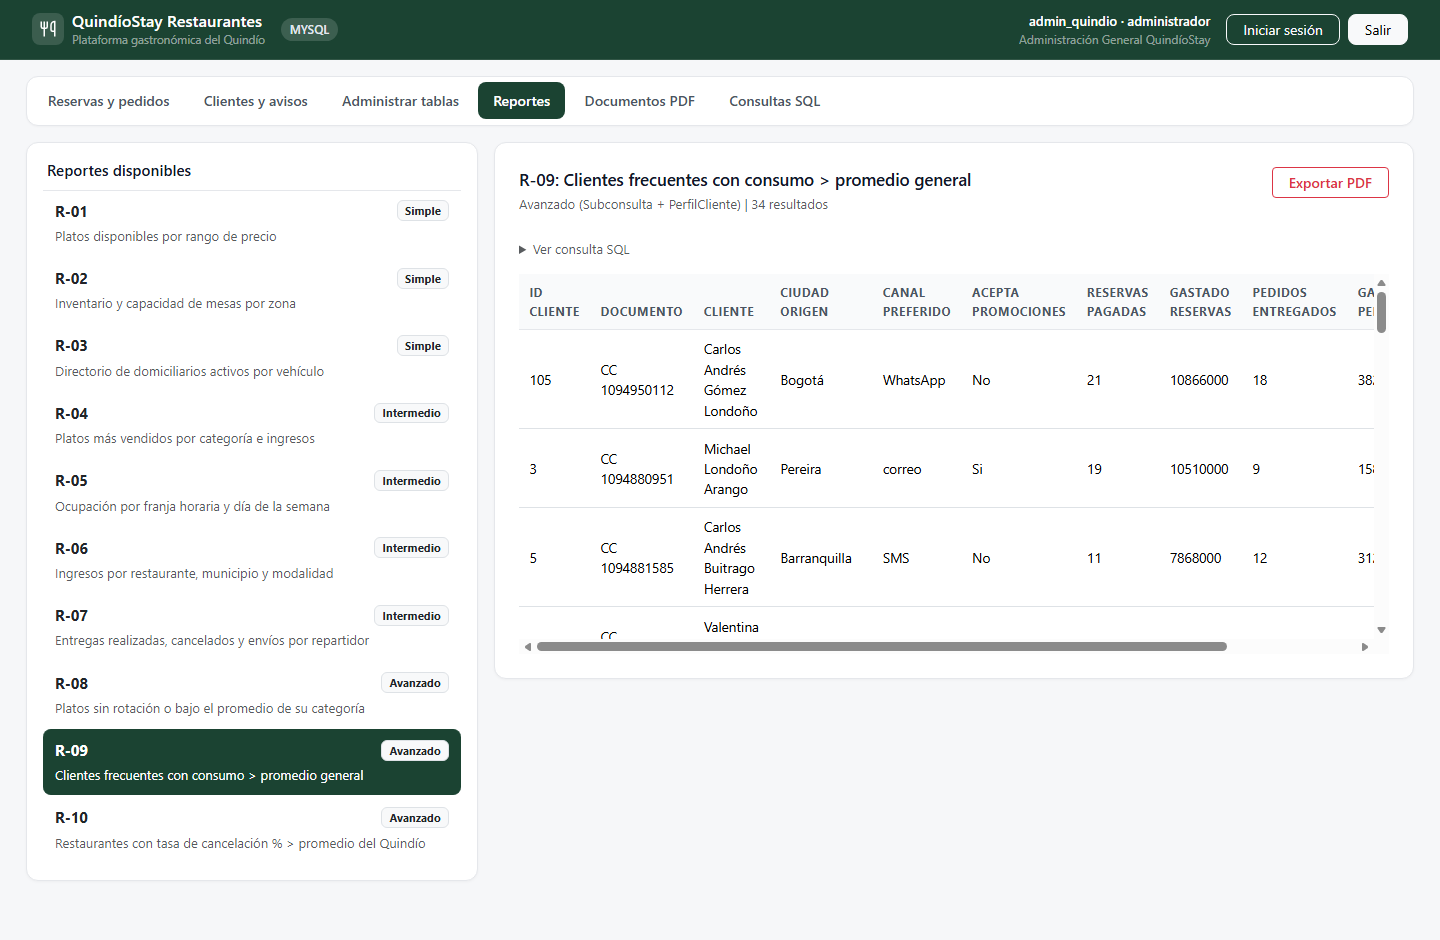 QuindíoStay Restaurantes
Plataforma gastronómica del Quindío
MYSQL
admin_quindio · administrador
Administración General QuindíoStay
Iniciar sesión
Salir
Reservas y pedidos
Clientes y avisos
Administrar tablas
Reportes
Documentos PDF
Consultas SQL
Reportes disponibles
R-01
Simple
Platos disponibles por rango de precio
R-02
Simple
Inventario y capacidad de mesas por zona
R-03
Simple
Directorio de domiciliarios activos por vehículo
R-04
Intermedio
Platos más vendidos por categoría e ingresos
R-05
Intermedio
Ocupación por franja horaria y día de la semana
R-06
Intermedio
Ingresos por restaurante, municipio y modalidad
R-07
Intermedio
Entregas realizadas, cancelados y envíos por repartidor
R-08
Avanzado
Platos sin rotación o bajo el promedio de su categoría
R-09
Avanzado
Clientes frecuentes con consumo > promedio general
R-10
Avanzado
Restaurantes con tasa de cancelación % > promedio del Quindío
R-09: Clientes frecuentes con consumo > promedio general
Avanzado (Subconsulta + PerfilCliente) | 34 resultados
Exportar PDF
Ver consulta SQL
ID CLIENTE
DOCUMENTO
CLIENTE
CIUDAD ORIGEN
CANAL PREFERIDO
ACEPTA PROMOCIONES
RESERVAS PAGADAS
GASTADO RESERVAS
PEDIDOS ENTREGADOS
105
CC 1094950112
Carlos Andrés Gómez Londoño
Bogotá
WhatsApp
No
21
10866000
18
3
CC 1094880951
Michael Londoño Arango
Pereira
correo
Si
19
10510000
9
5
CC 1094881585
Carlos Andrés Buitrago Herrera
Barranquilla
SMS
No
11
7868000
12
CC
Valentina